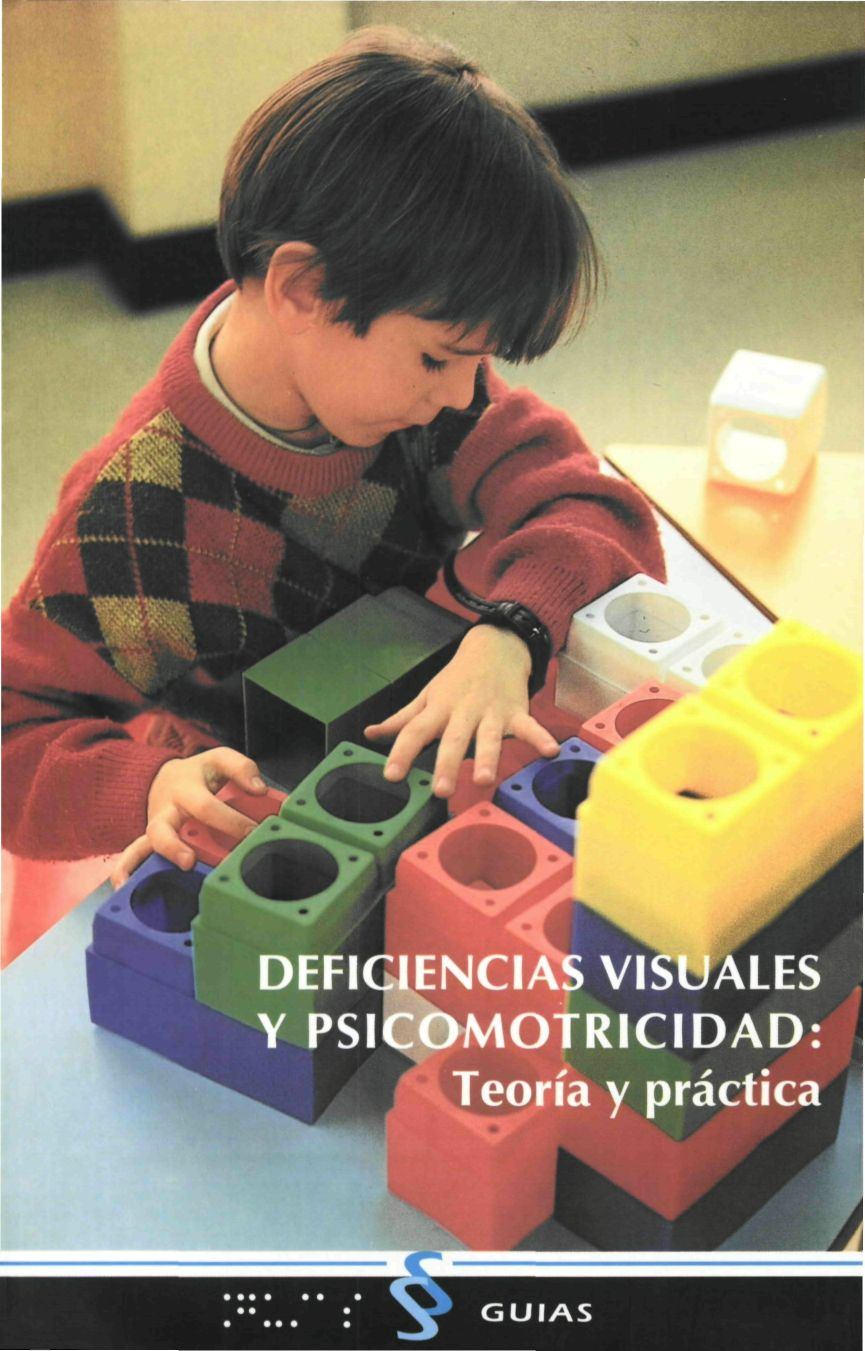 DEFICIENCIAS VISUALES
Y PSICOMOTRICIDAD:
Teoría y práctica
GUIAS